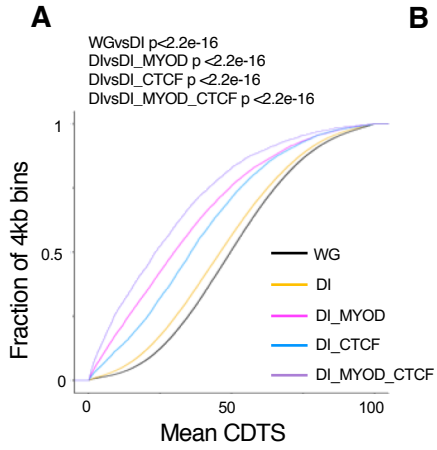 A
B
WGvsDI p<2.2e-16
DIvsDI_MYOD p <2.2e-16
DIvsDI_CTCF p <2.2e-16
DIvsDI_MYOD_CTCF p <2.2e-16
Fraction of 4kb bins
1
0.5
0
WG
DI
DI_MYOD
DI_CTCF
DI_MYOD_CTCF
0
50
100
Mean CDTS